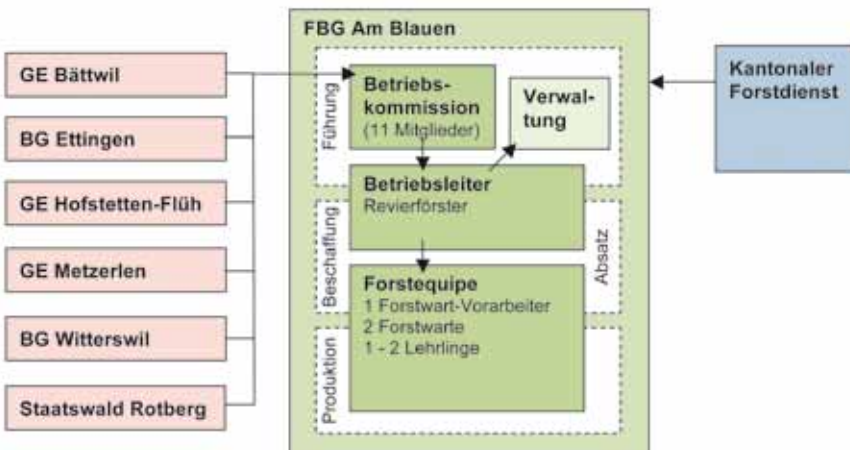 GE Bättwil
BG Ettingen
GE Hofstetten-Flüh
GE Metzerlen
BG Witterswil
Staatswald Rotberg
FBG Am Blauen
Führung
Betriebs-
kommission
(11 Mitglieder)
Verwal-
tung
Betriebsleiter
Revierförster
Beschaffung
Absatz
Forstequipe
1 Forstwart-Vorarbeiter
2 Forstwarte
1 - 2 Lehrlinge
Produktion
Kantonaler
Forstdienst